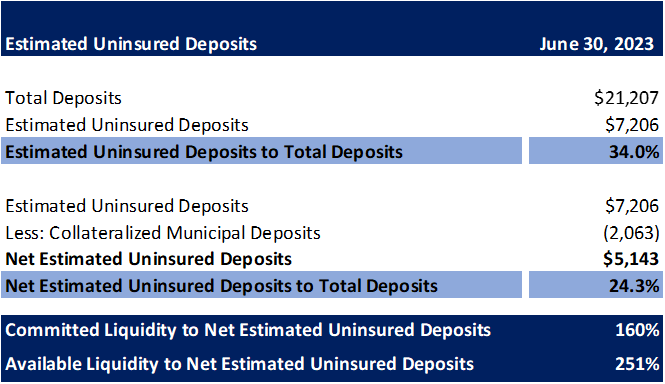 Estimated Uninsured Deposits June 30, 2023
Total Deposits $21,207
Estimated Uninsured Deposits $7,206
Estimated Uninsured Deposits to Total Deposits 34.0%
Estimated Uninsured Deposits $7,206
Less: Collateralized Municipal Deposits (2,063)
Net Estimated Uninsured Deposits $5,143
Net Estimated Uninsured Deposits to Total Deposits 24.3%
Committed Liquidity to Net Estimated Uninsured Deposits 160%
Available Liquidity to Net Estimated Uninsured Deposits 251%